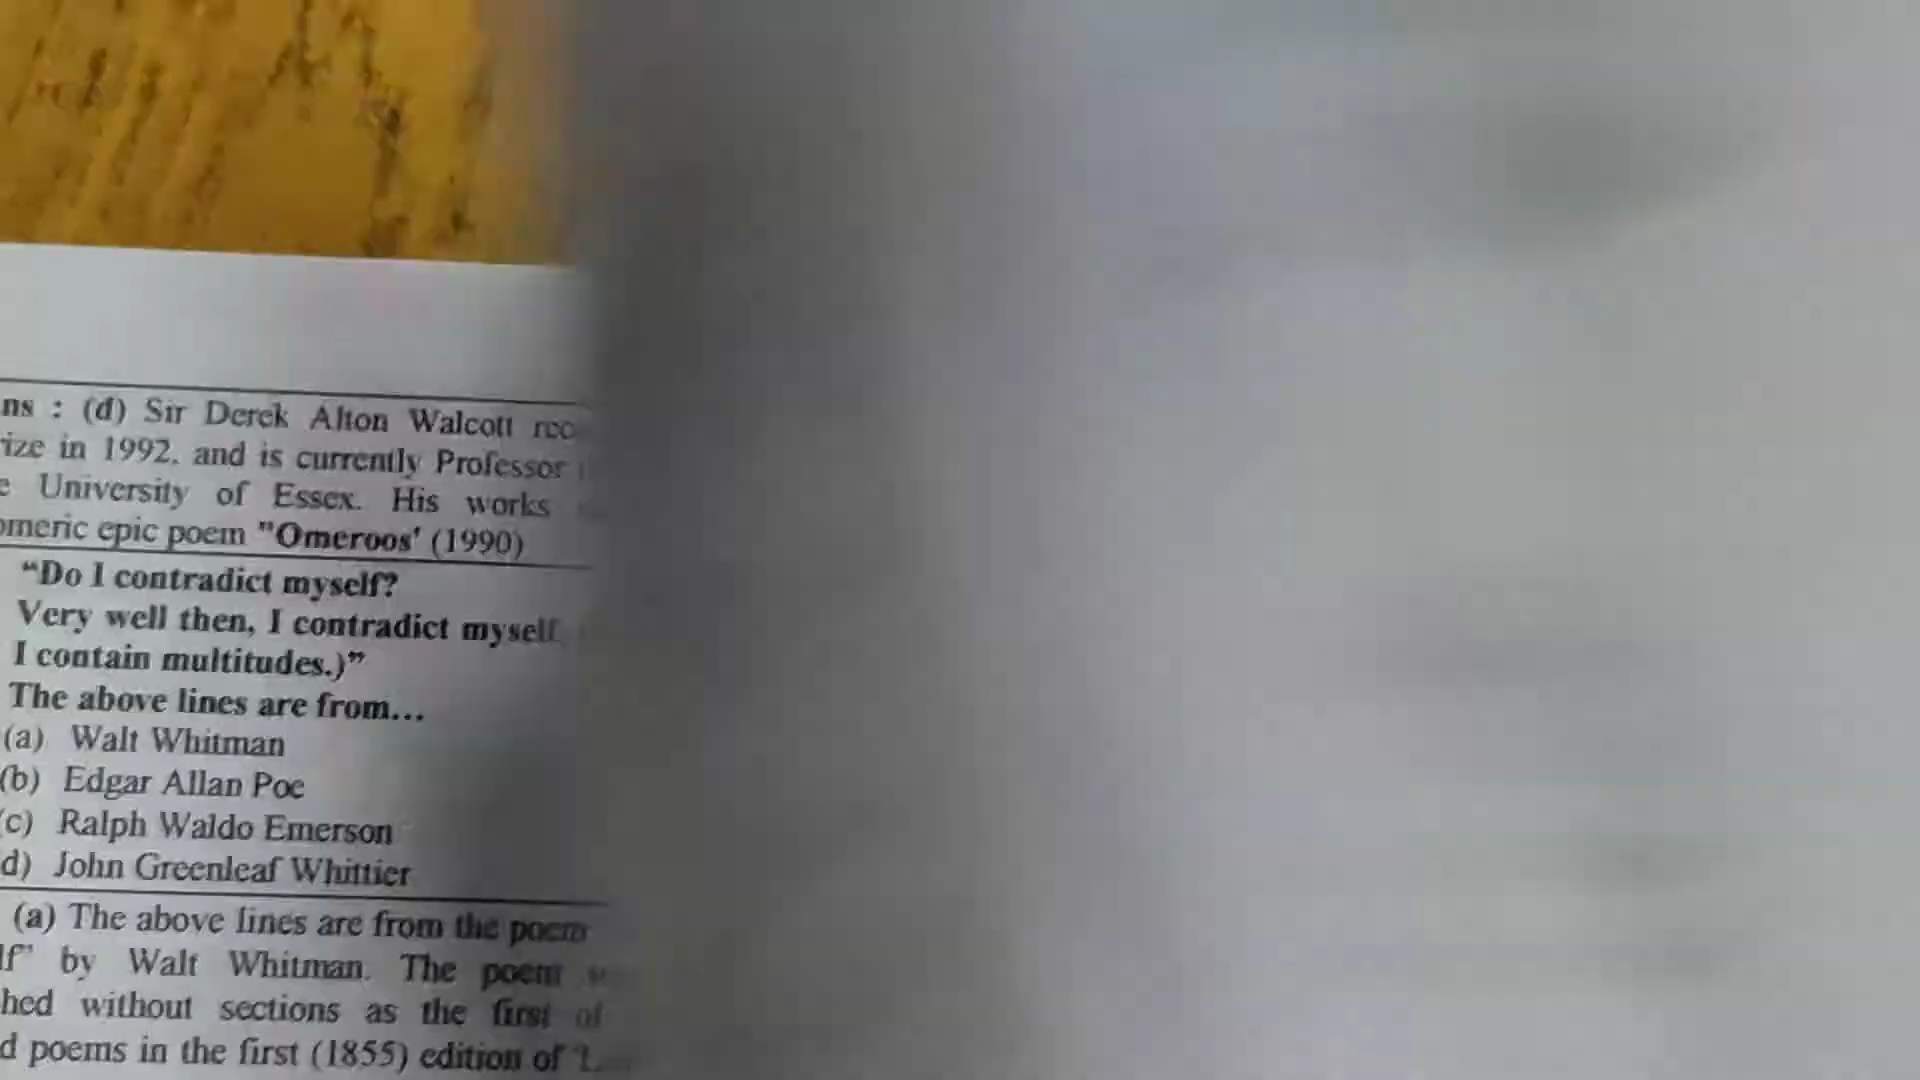 ns : (d) Sir Derek Alton Walcott
ize in 1992, and is currently Professor
e University of Essex. His works
omeric epic poem "Omeroos' (1990)
“Do I contradict myself?
Very well then, I contradict myself,
I contain multitudes.)”
The above lines are from...
(a) Walt Whitman
(b) Edgar Allan Poe
(c) Ralph Waldo Emerson
d) John Greenleaf Whittier
(a) The above lines are from the poem
lf” by Walt Whitman. The poem
hed without sections as the first of
d poems in the first (1855) edition of